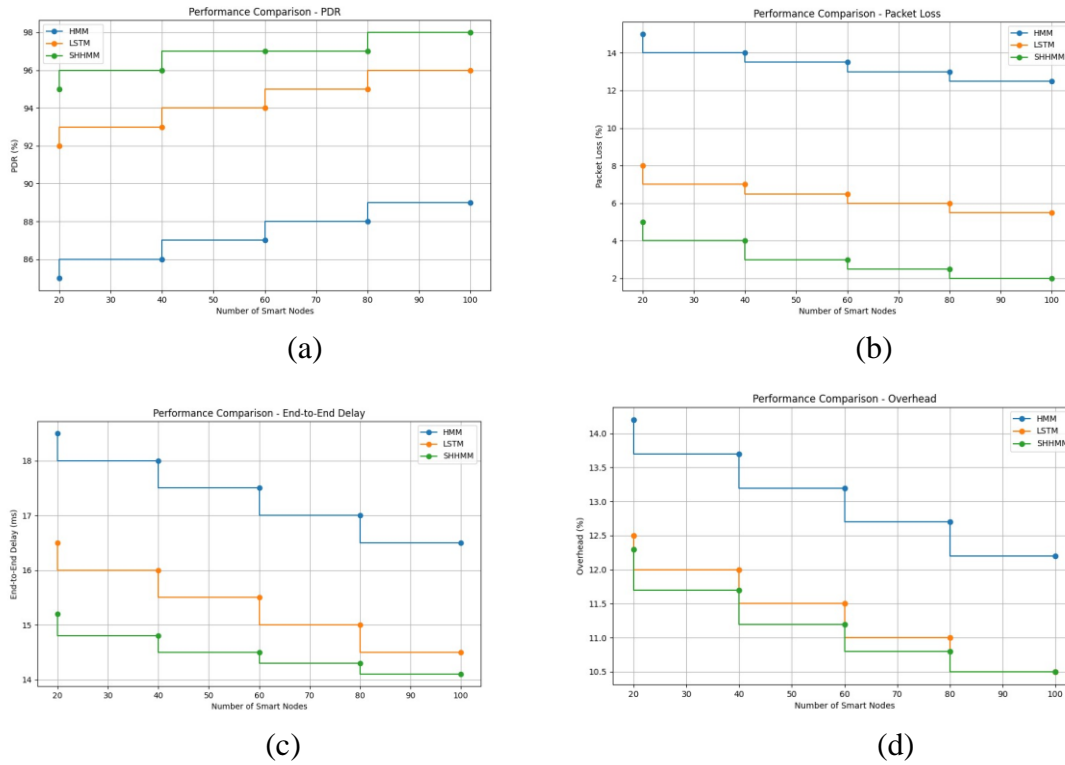 Performance Comparison - PDR
HMM
LSTM
SHHMM
98
96
94
92
90
88
86
PDR (%)
20 30 40 50 60 70 80 90 100
Number of Smart Nodes
(a)
Performance Comparison - Packet Loss
HMM
LSTM
SHHMM
14
12
10
8
6
4
2
Packet Loss (%)
20 30 40 50 60 70 80 90 100
Number of Smart Nodes
(b)
Performance Comparison - End-to-End Delay
HMM
LSTM
SHHMM
18
17
16
15
14
End-to-End Delay (ms)
20 30 40 50 60 70 80 90 100
Number of Smart Nodes
(c)
Performance Comparison - Overhead
HMM
LSTM
SHHMM
14.0
13.5
13.0
12.5
12.0
11.5
11.0
10.5
Overhead (%)
20 30 40 50 60 70 80 90 100
Number of Smart Nodes
(d)